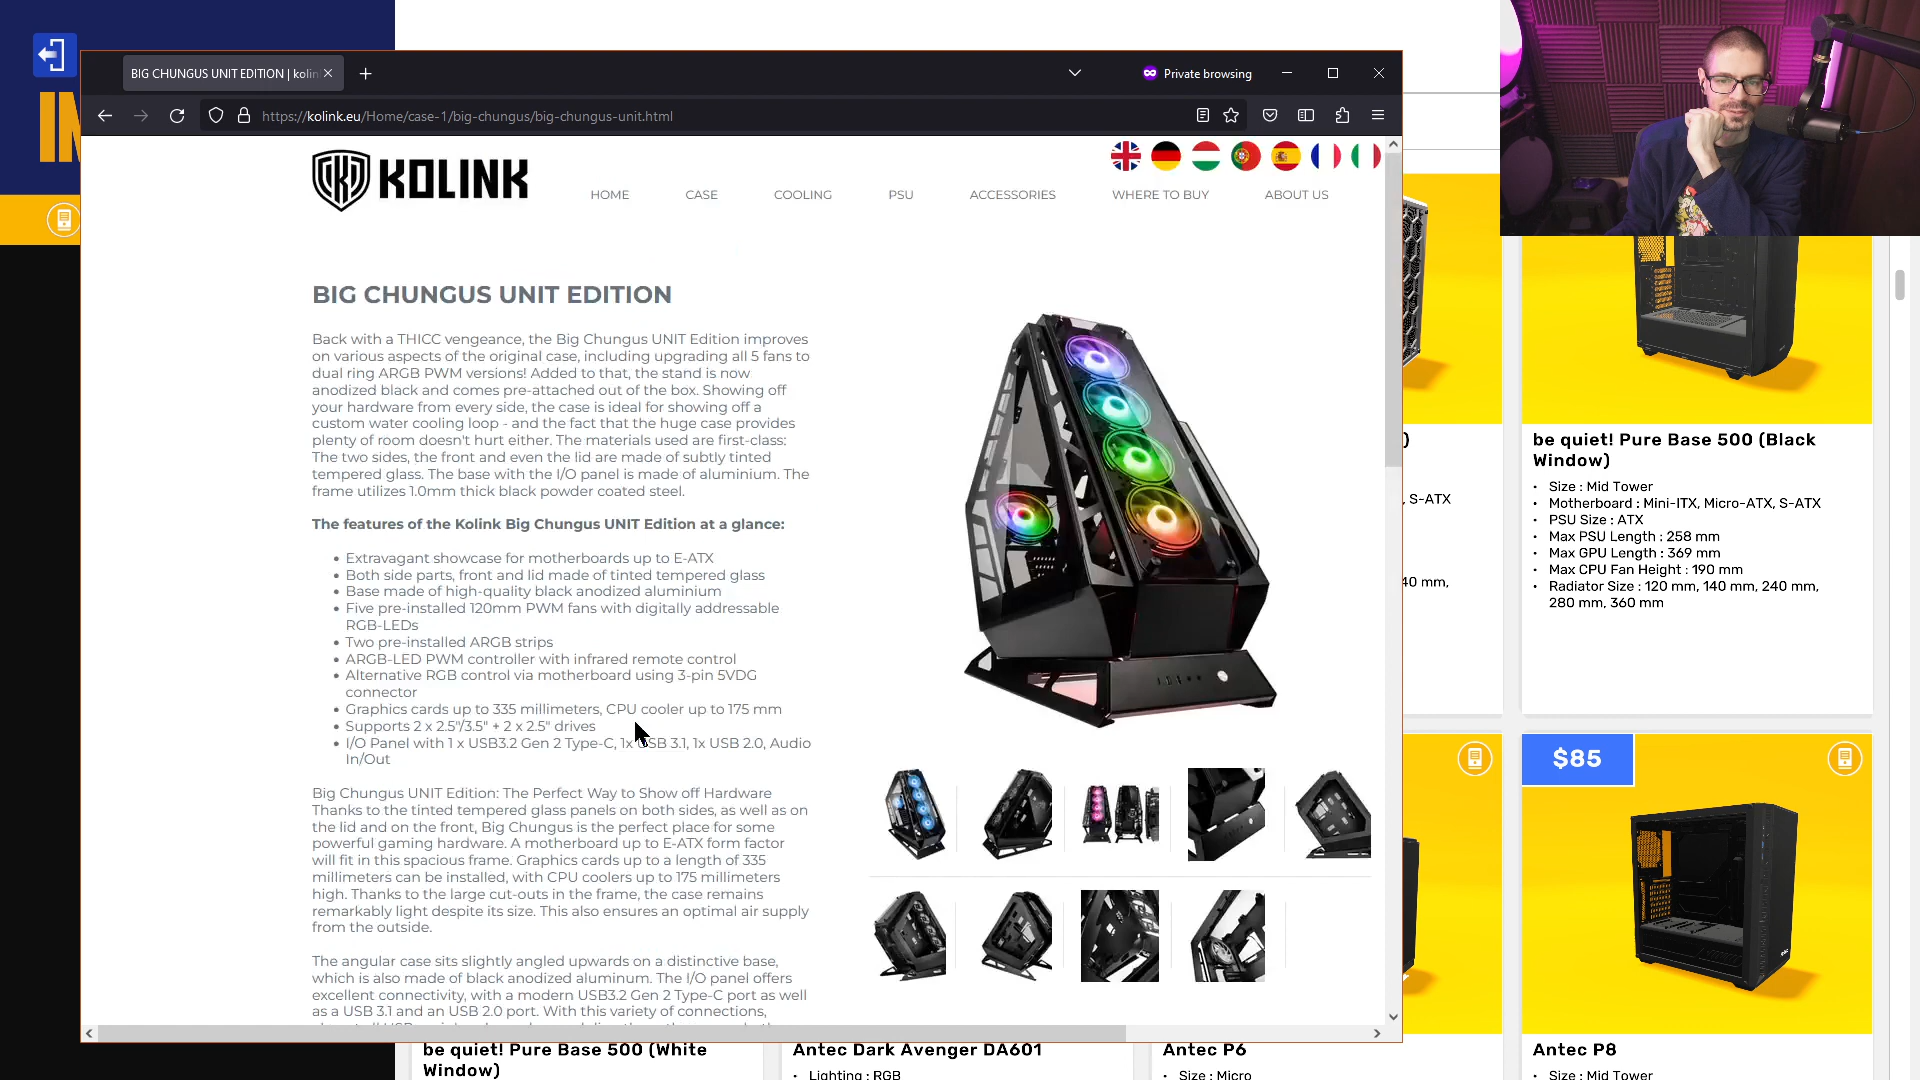 BIG CHUNGUS UNIT EDITION | kolin
Private browsing
https://kolink.eu/Home/case-1/big-chungus/big-chungus-unit.html
KOLINK
HOME CASE COOLING PSU ACCESSORIES WHERE TO BUY ABOUT US
BIG CHUNGUS UNIT EDITION
Back with a THICC vengeance, the Big Chungus UNIT Edition improves
on various aspects of the original case, including upgrading all 5 fans to
dual ring ARGB PWM versions! Added to that, the stand is now
anodized black and comes pre-attached out of the box. Showing off
your hardware from every side, the case is ideal for showing off a
custom water cooling loop - and the fact that the huge case provides
plenty of room doesn't hurt either. The materials used are first-class:
The two sides, the front and even the lid are made of subtly tinted
tempered glass. The base with the I/O panel is made of aluminium. The
frame utilizes 1.0mm thick black powder coated steel.
The features of the Kolink Big Chungus UNIT Edition at a glance:
• Extravagant showcase for motherboards up to E-ATX
• Both side parts, front and lid made of tinted tempered glass
• Base made of high-quality black anodized aluminium
• Five pre-installed 120mm PWM fans with digitally addressable
RGB-LEDs
• Two pre-installed ARGB strips
• ARGB-LED PWM controller with infrared remote control
• Alternative RGB control via motherboard using 3-pin 5VDG
connector
• Graphics cards up to 335 millimeters, CPU cooler up to 175 mm
• Supports 2 x 2.5"/3.5" + 2 x 2.5" drives
• I/O Panel with 1 x USB3.2 Gen 2 Type-C, 1x USB 3.1, 1x USB 2.0, Audio
In/Out
Big Chungus UNIT Edition: The Perfect Way to Show off Hardware
Thanks to the tinted tempered glass panels on both sides, as well as on
the lid and on the front, Big Chungus is the perfect place for some
powerful gaming hardware. A motherboard up to E-ATX form factor
will fit in this spacious frame. Graphics cards up to a length of 335
millimeters can be installed, with CPU coolers up to 175 millimeters
high. Thanks to the large cut-outs in the frame, the case remains
remarkably light despite its size. This also ensures an optimal air supply
from the outside.
The angular case sits slightly angled upwards on a distinctive base,
which is also made of black anodized aluminum. The I/O panel offers
excellent connectivity, with a modern USB3.2 Gen 2 Type-C port as well
as a USB 3.1 and an USB 2.0 port. With this variety of connections,
)
, S-ATX
40 mm,
be quiet! Pure Base 500 (Black
Window)
• Size : Mid Tower
• Motherboard : Mini-ITX, Micro-ATX, S-ATX
• PSU Size : ATX
• Max PSU Length : 258 mm
• Max GPU Length : 369 mm
• Max CPU Fan Height : 190 mm
• Radiator Size : 120 mm, 140 mm, 240 mm,
280 mm, 360 mm
$85
be quiet! Pure Base 500 (White
Window)
Antec Dark Avenger DA601
• Lighting : RGB
Antec P6
• Size : Micro
Antec P8
• Size : Mid Tower